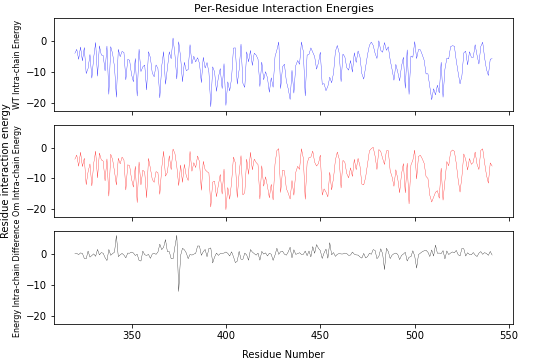 Per-Residue Interaction Energies
WT Intra-chain Energy
0
−10
−20
Residue interaction energy
Om Intra-chain Energy
0
−10
−20
Energy Intra-chain Difference
0
−10
−20
350
400
450
500
550
Residue Number